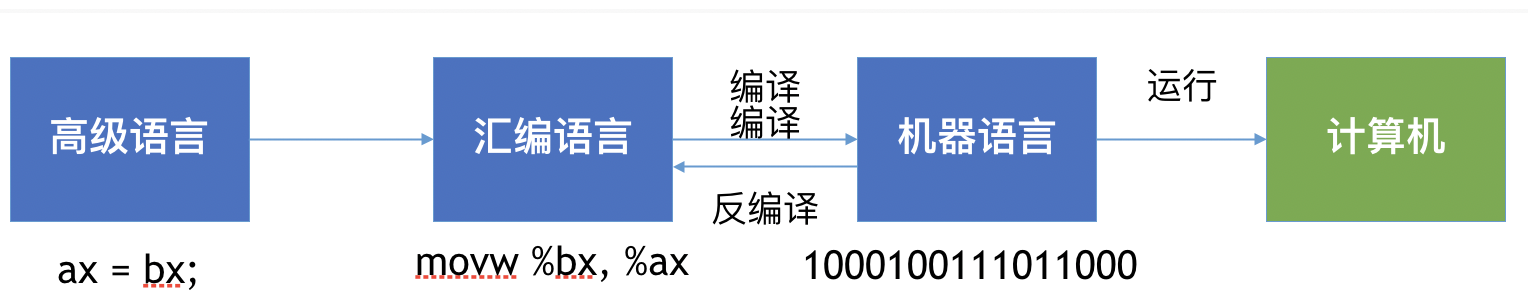 高级语言
汇编语言
编译
编译
反编译
机器语言
运行
计算机
ax = bx;
movw %bx, %ax
1000100111011000